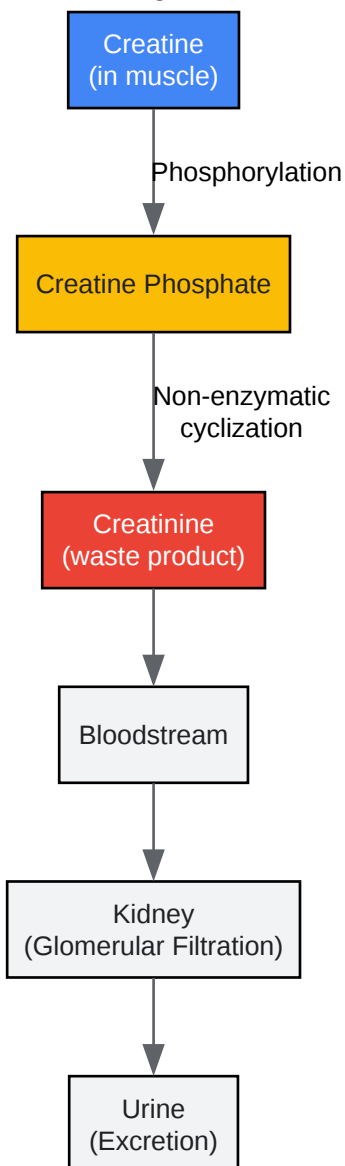 Creatine
(in muscle)
Phosphorylation
Creatine Phosphate
Non-enzymatic
cyclization
Creatinine
(waste product)
Bloodstream
Kidney
(Glomerular Filtration)
Urine
(Excretion)